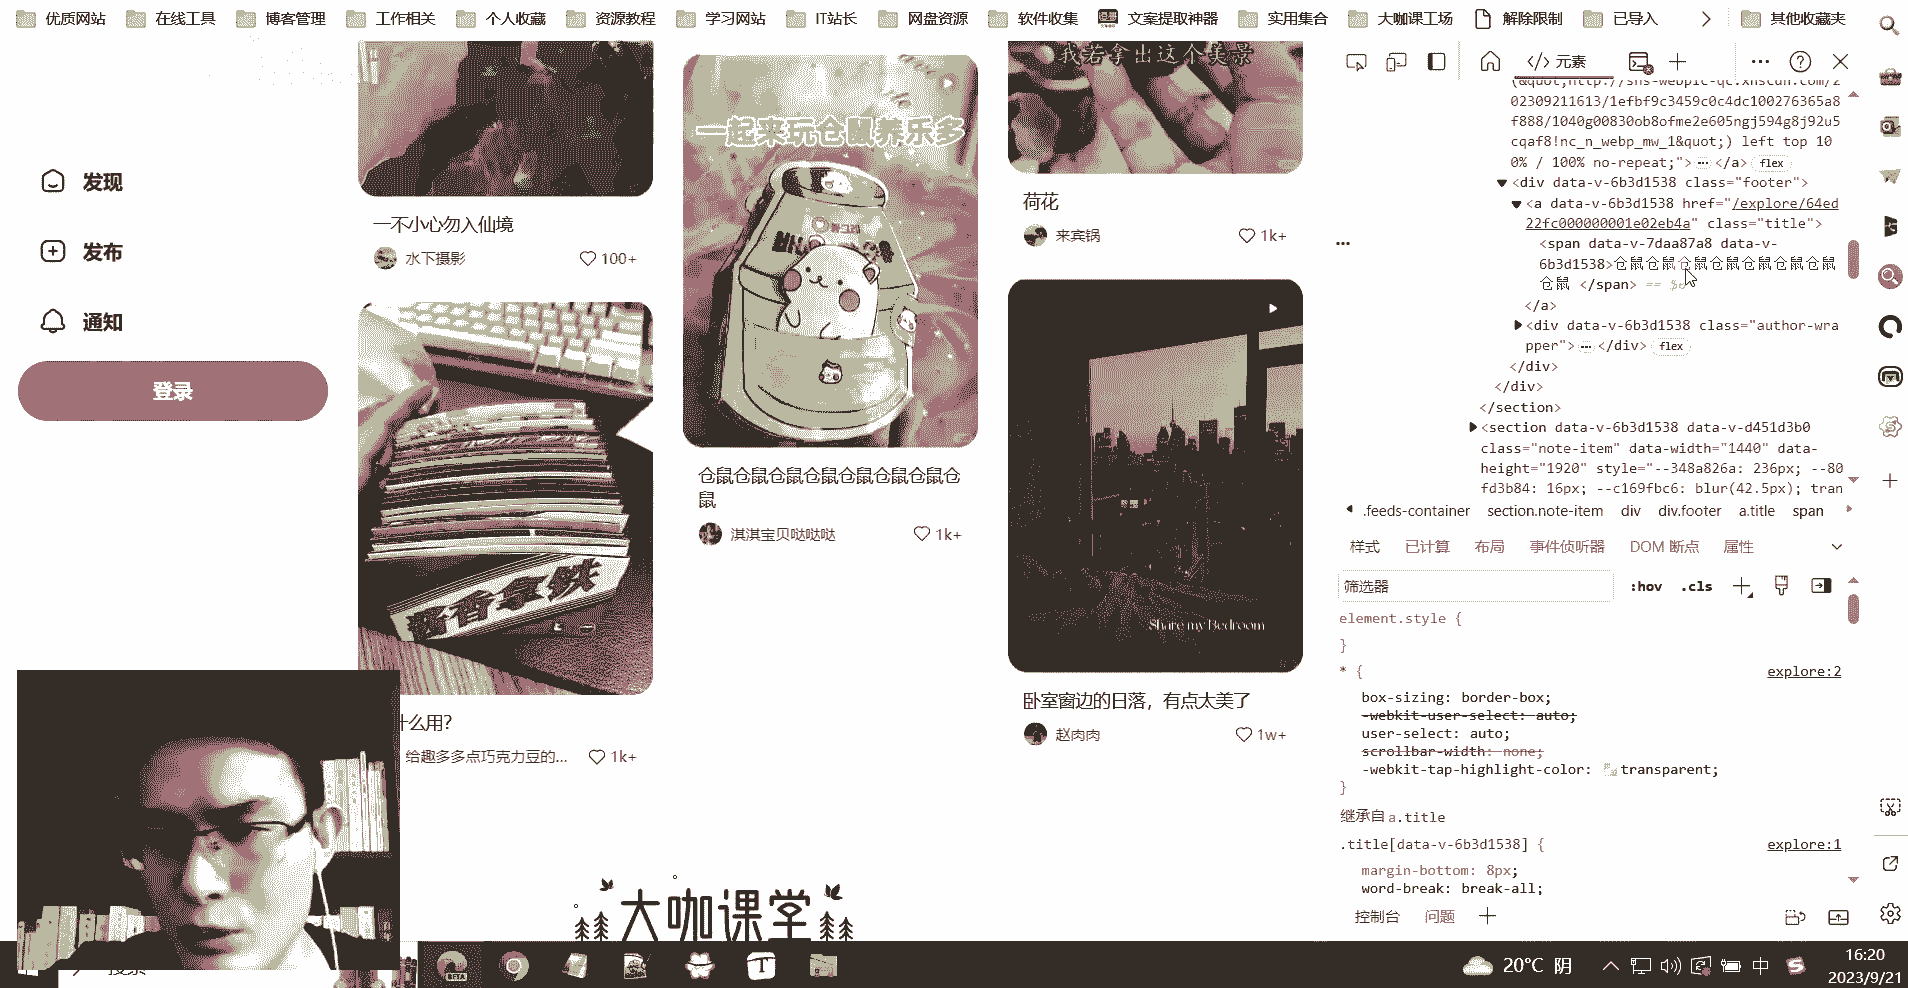 优质网站 在线工具 博客管理 工作相关 个人收藏 资源教程 学习网站 IT站长 网盘资源 软件收集 文案提取神器 实用集合 大咖课工场 解除限制 已导入 其他收藏夹
发现
发布
通知
登录
一不小心勿入仙境
水下摄影 100+
什么用?
给趣多多点巧克力豆的... 1k+
一起来玩仓鼠养乐多
仓鼠仓鼠仓鼠仓鼠仓鼠仓鼠仓鼠仓
鼠
淇淇宝贝哒哒哒 1k+
我若拿出这个美景
荷花
来宾锅 1k+
Share my Bedroom
卧室窗边的日落，有点太美了
赵肉肉 1w+
大咖课堂
元素
(&quot;http://sns-webpic-qc.xhscdn.com/2
02309211613/1efbf9c3459c0c4dc100276365a8
f888/1040g00830ob8ofme2e605ngj594g8j92u5
cqaf8!nc_n_webp_mw_1&quot;) left top 10
0% / 100% no-repeat;"> ⋯ </a> flex
<div data-v-6b3d1538 class="footer">
<a data-v-6b3d1538 href="/explore/64ed
22fc000000001e02eb4a" class="title">
<span data-v-7daa87a8 data-v-
6b3d1538>仓鼠仓鼠仓鼠仓鼠仓鼠仓鼠仓鼠
仓鼠 </span> == $0
</a>
<div data-v-6b3d1538 class="author-wra
pper"> ⋯ </div> flex
</div>
</div>
</section>
<section data-v-6b3d1538 data-v-d451d3b0
class="note-item" data-width="1440" data-
height="1920" style="--348a826a: 236px; --80
fd3b84: 16px; --c169fbc6: blur(42.5px); tran
.feeds-container section.note-item div div.footer a.title span
样式 已计算 布局 事件侦听器 DOM 断点 属性
筛选器 :hov .cls
element.style {
}
* { explore:2
box-sizing: border-box;
-webkit-user-select: auto;
user-select: auto;
scrollbar-width: none;
-webkit-tap-highlight-color: transparent;
}
继承自 a.title
.title[data-v-6b3d1538] { explore:1
margin-bottom: 8px;
word-break: break-all;
控制台 问题
BETA
20°C 阴 中 16:20
2023/9/21